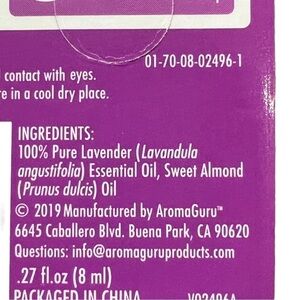 01-70-08-02496-1
contact with eyes.
in a cool dry place.
INGREDIENTS:
100% Pure Lavender (Lavandula
angustifolia) Essential Oil, Sweet Almond
(Prunus dulcis) Oil
© 2019 Manufactured by AromaGuru™
6645 Caballero Blvd. Buena Park, CA 90620
Questions: info@aromaguruproducts.com
.27 fl.oz (8 ml)
PACKAGED IN CHINA V02496A